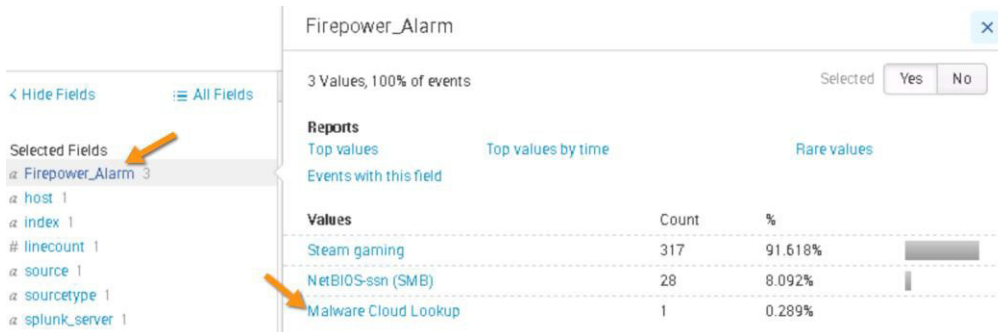 Firepower_Alarm ×
3 Values, 100% of events Selected Yes No
< Hide Fields All Fields
Reports
Selected Fields
Top values Top values by time Rare values
a Firepower_Alarm 3
Events with this field
a host 1
a index 1
Values Count %
# linecount 1
Steam gaming 317 91.618%
a source 1
NetBIOS-ssn (SMB) 28 8.092%
a sourcetype 1
Malware Cloud Lookup 1 0.289%
a splunk_server 1